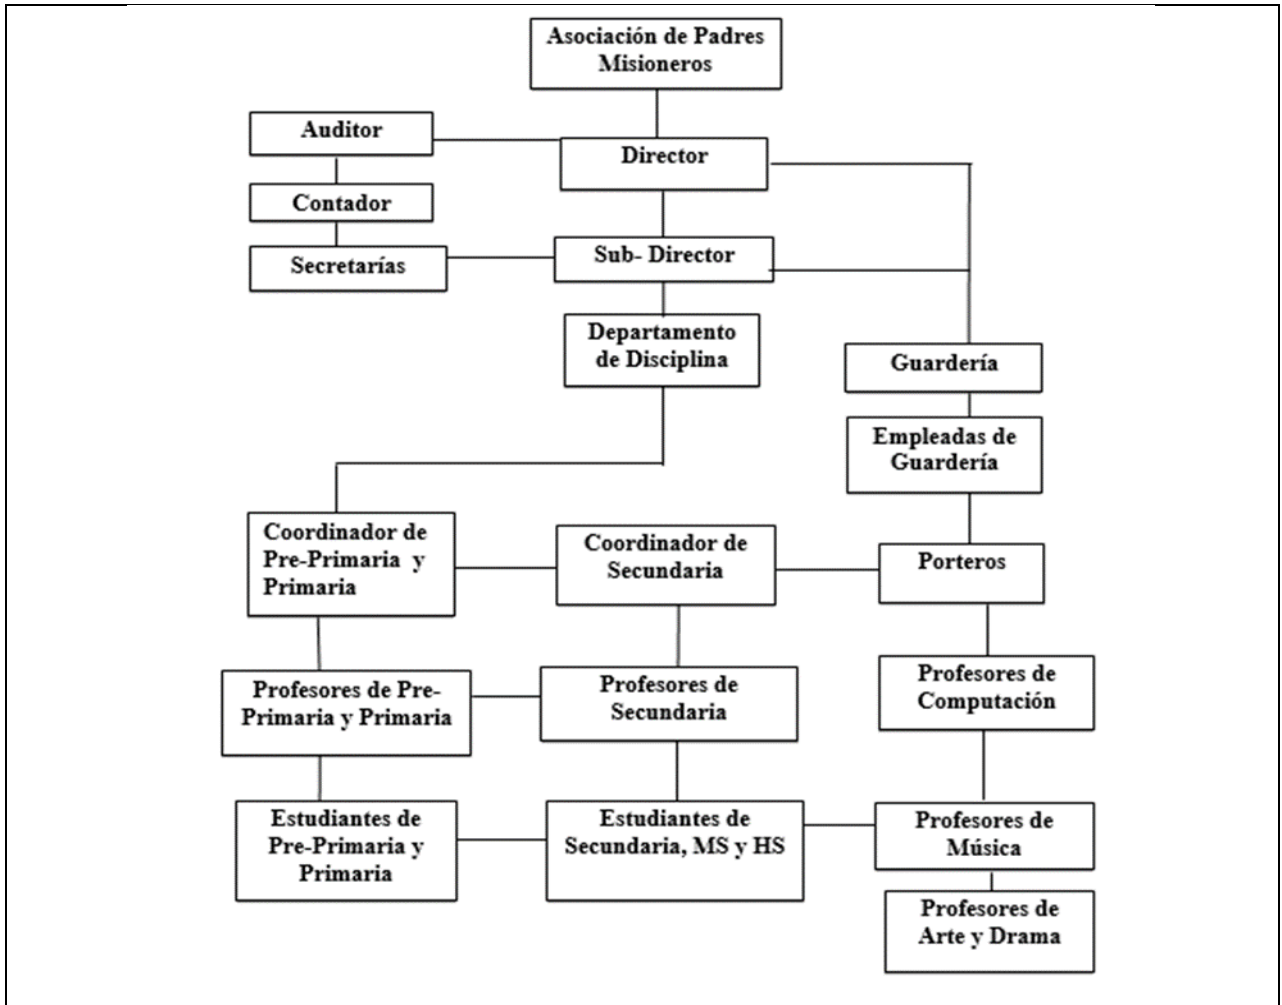 Asociación de Padres
Misioneros
Auditor
Director
Contador
Sub- Director
Secretarías
Departamento
de Disciplina
Guardería
Empleadas de
Guardería
Coordinador de
Pre-Primaria y
Primaria
Coordinador de
Secundaria
Porteros
Profesores de Pre-
Primaria y Primaria
Profesores de
Secundaria
Profesores de
Computación
Estudiantes de
Pre-Primaria y
Primaria
Estudiantes de
Secundaria, MS y HS
Profesores de
Música
Profesores de
Arte y Drama